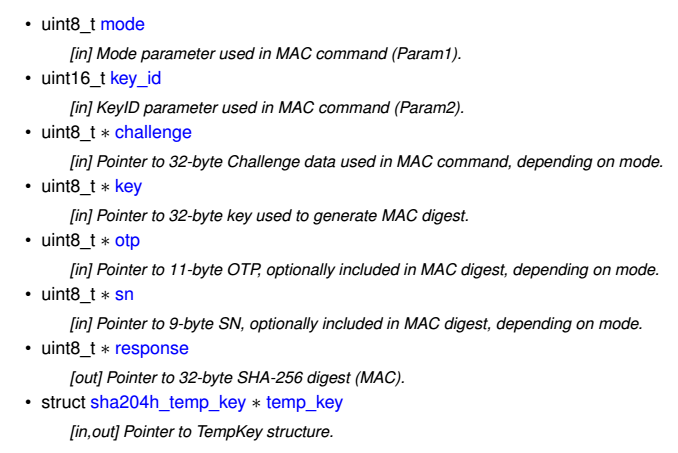 • uint8_t mode
[in] Mode parameter used in MAC command (Param1).
• uint16_t key_id
[in] KeyID parameter used in MAC command (Param2).
• uint8_t ∗ challenge
[in] Pointer to 32-byte Challenge data used in MAC command, depending on mode.
• uint8_t ∗ key
[in] Pointer to 32-byte key used to generate MAC digest.
• uint8_t ∗ otp
[in] Pointer to 11-byte OTP, optionally included in MAC digest, depending on mode.
• uint8_t ∗ sn
[in] Pointer to 9-byte SN, optionally included in MAC digest, depending on mode.
• uint8_t ∗ response
[out] Pointer to 32-byte SHA-256 digest (MAC).
• struct sha204h_temp_key ∗ temp_key
[in,out] Pointer to TempKey structure.